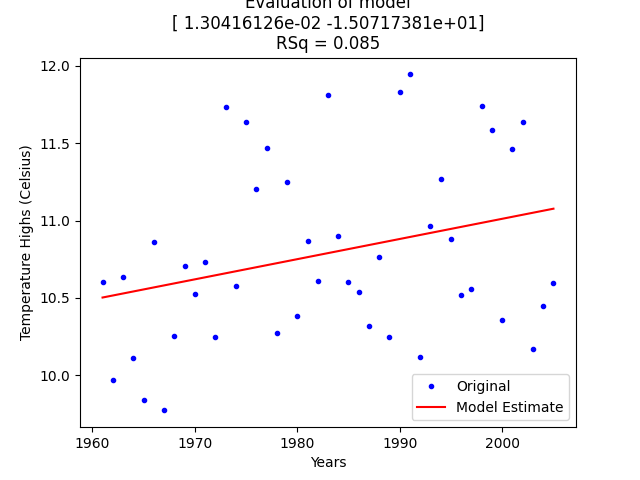 Evaluation of model
[ 1.30416126e-02 -1.50717381e+01]
RSq = 0.085
12.0
11.5
11.0
10.5
10.0
Temperature Highs (Celsius)
Original
Model Estimate
1960
1970
1980
1990
2000
Years